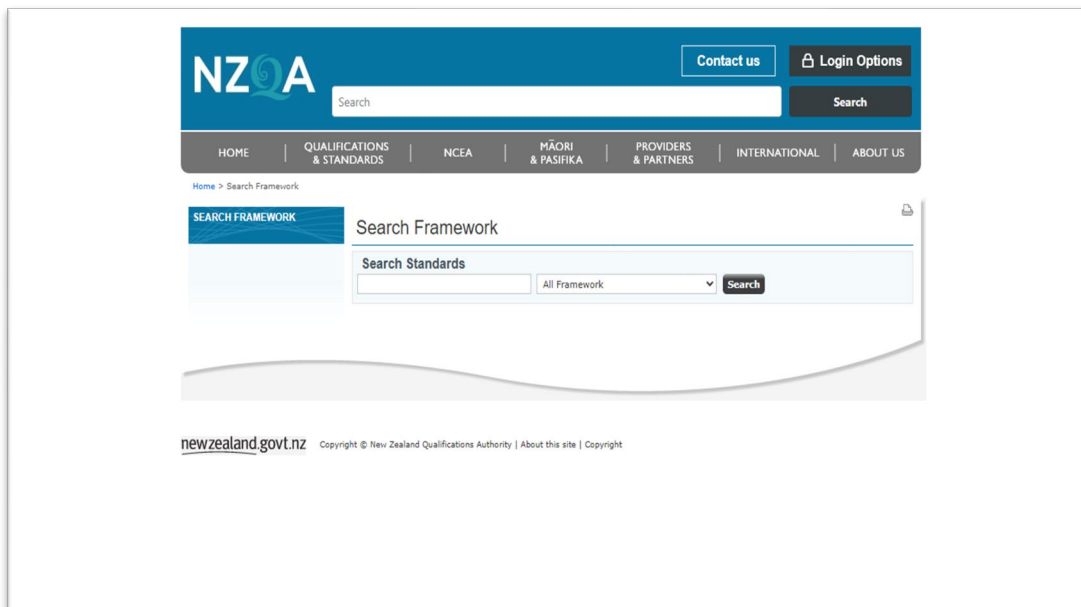 NZQA
Contact us
Login Options
Search
Search
HOME
QUALIFICATIONS
& STANDARDS
NCEA
MĀORI
& PASIFIKA
PROVIDERS
& PARTNERS
INTERNATIONAL
ABOUT US
Home > Search Framework
SEARCH FRAMEWORK
Search Framework
Search Standards
All Framework
Search
newzealand.govt.nz
Copyright © New Zealand Qualifications Authority | About this site | Copyright